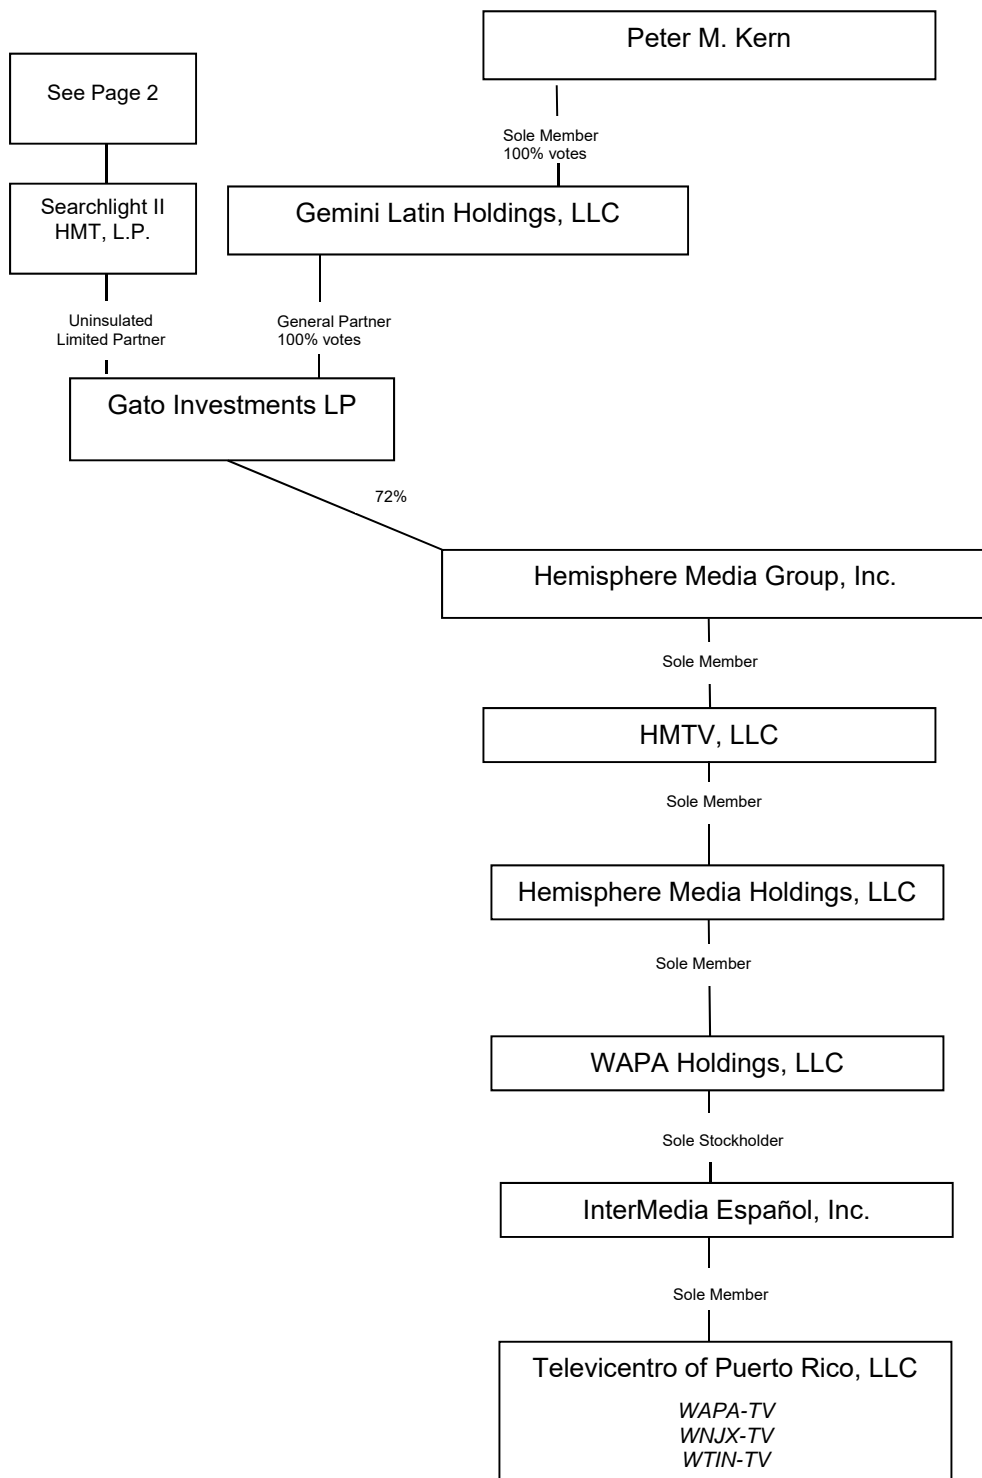 Peter M. Kern
See Page 2
Sole Member
100% votes
Searchlight II
HMT, L.P.
Gemini Latin Holdings, LLC
Uninsulated
Limited Partner
General Partner
100% votes
Gato Investments LP
72%
Hemisphere Media Group, Inc.
Sole Member
HMTV, LLC
Sole Member
Hemisphere Media Holdings, LLC
Sole Member
WAPA Holdings, LLC
Sole Stockholder
InterMedia Español, Inc.
Sole Member
Televicentro of Puerto Rico, LLC
WAPA-TV
WNJX-TV
WTIN-TV